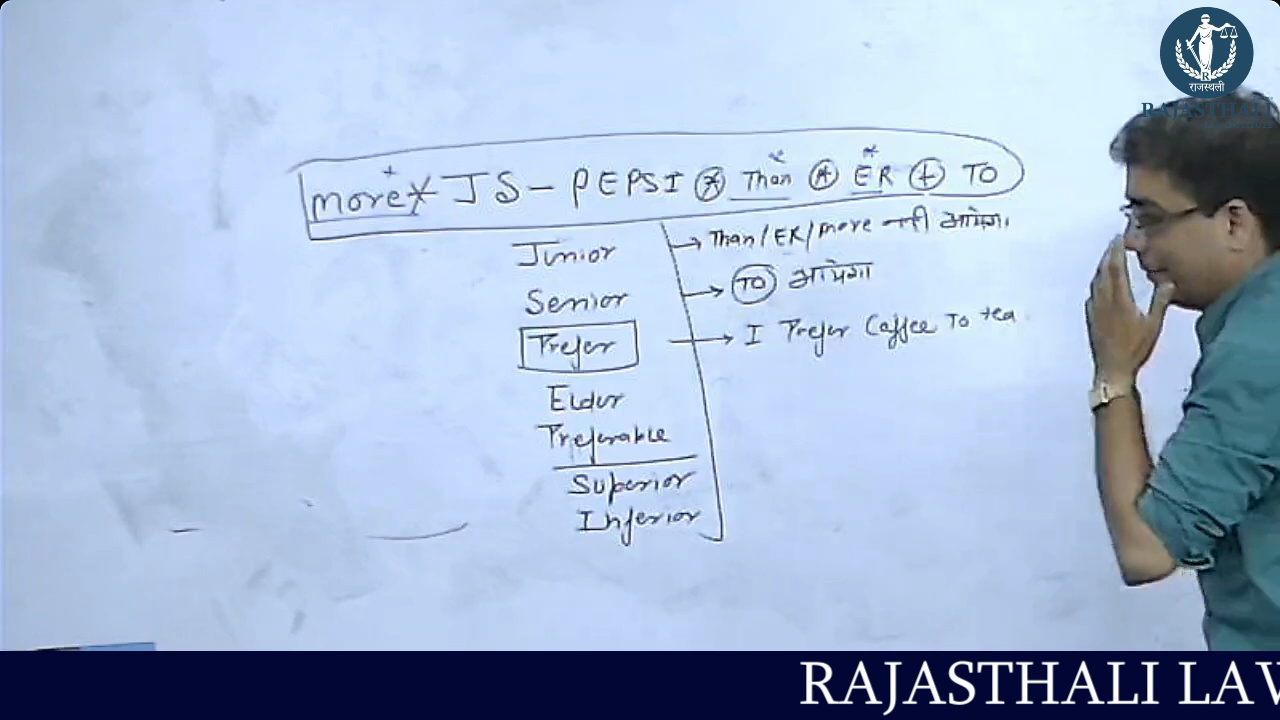 राजस्थली
RAJASTHALI
more * JS - PEPSI * Than * ER + TO
Junior
Than/ER/more नही आयेगा।
Senior
TO आयेगा
Prefer
I Prefer Coffee To tea
Elder
Preferable
Superior
Inferior
RAJASTHALI LAW